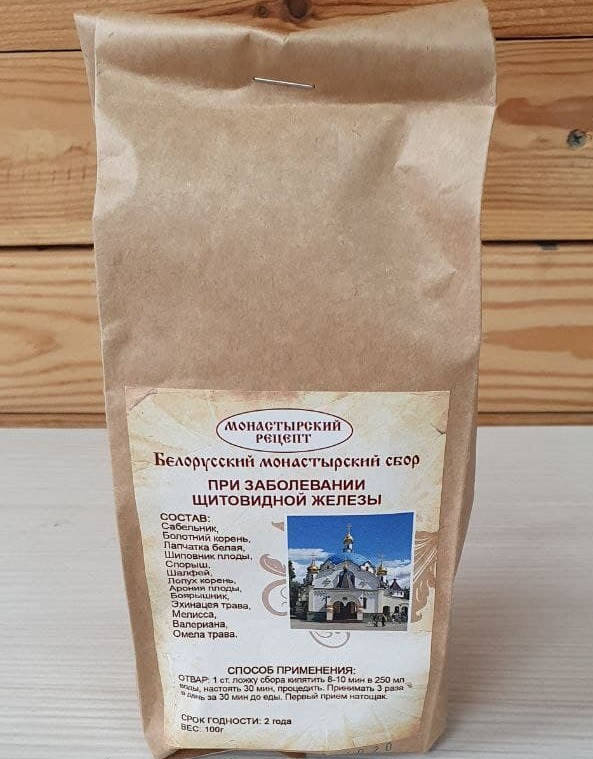 МОНАСТЫРСКИЙ
РЕЦЕПТ
Белорусский монастырский сбор
ПРИ ЗАБОЛЕВАНИИ
ЩИТОВИДНОЙ ЖЕЛЕЗЫ
СОСТАВ:
Сабельник,
Болотний корень,
Лапчатка белая,
Шиповник плоды,
Спорыш,
Шалфей,
Лопух корень,
Арония плоды,
Боярышник,
Эхинацея трава,
Мелисса,
Валериана,
Омела трава.
СПОСОБ ПРИМЕНЕНИЯ:
ОТВАР: 1 ст. ложку сбора кипятить 8-10 мин в 250 мл
воды, настоять 30 мин, процедить. Принимать 3 раза
в день за 30 мин до еды. Первый прием натощак.
СРОК ГОДНОСТИ: 2 года
ВЕС: 100г